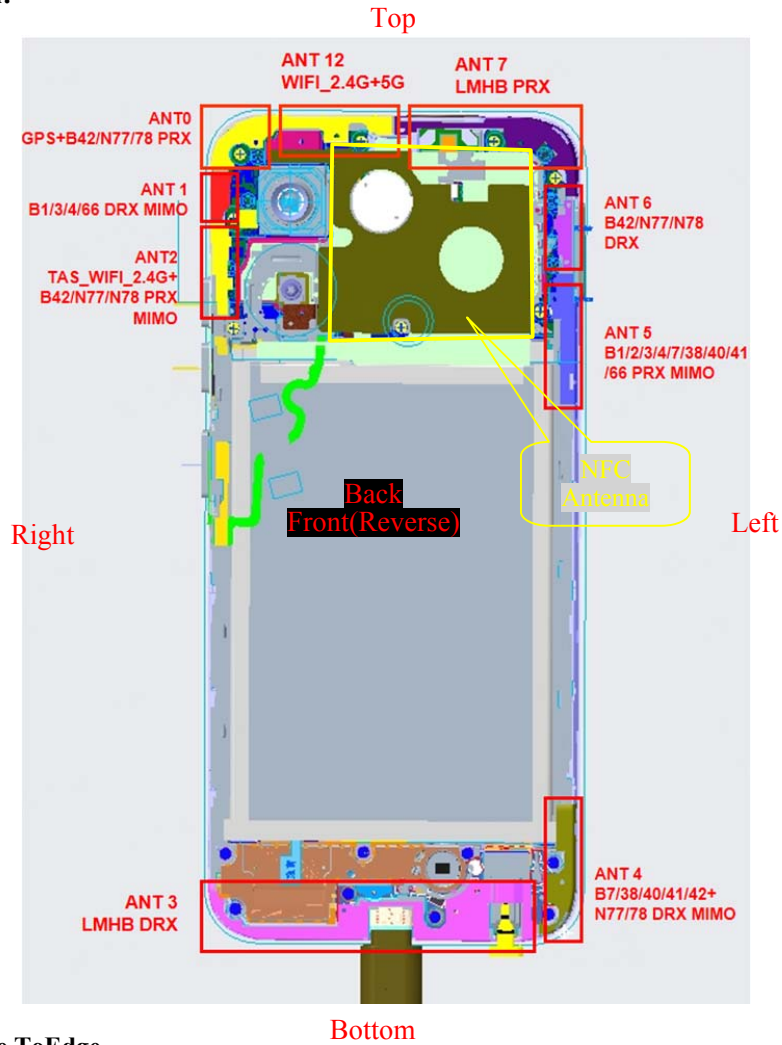 Top
ANT 12
WIFI_2.4G+5G
ANT 7
LMHB PRX
ANT0
GPS+B42/N77/78 PRX
ANT 1
B1/3/4/66 DRX MIMO
ANT 6
B42/N77/N78
DRX
ANT2
TAS_WIFI_2.4G+
B42/N77/N78 PRX
MIMO
ANT 5
B1/2/3/4/7/38/40/41
/66 PRX MIMO
NFC
Antenna
Back
Front(Reverse)
Right
Left
ANT 4
B7/38/40/41/42+
N77/78 DRX MIMO
ANT 3
LMHB DRX
Bottom
ToEdge